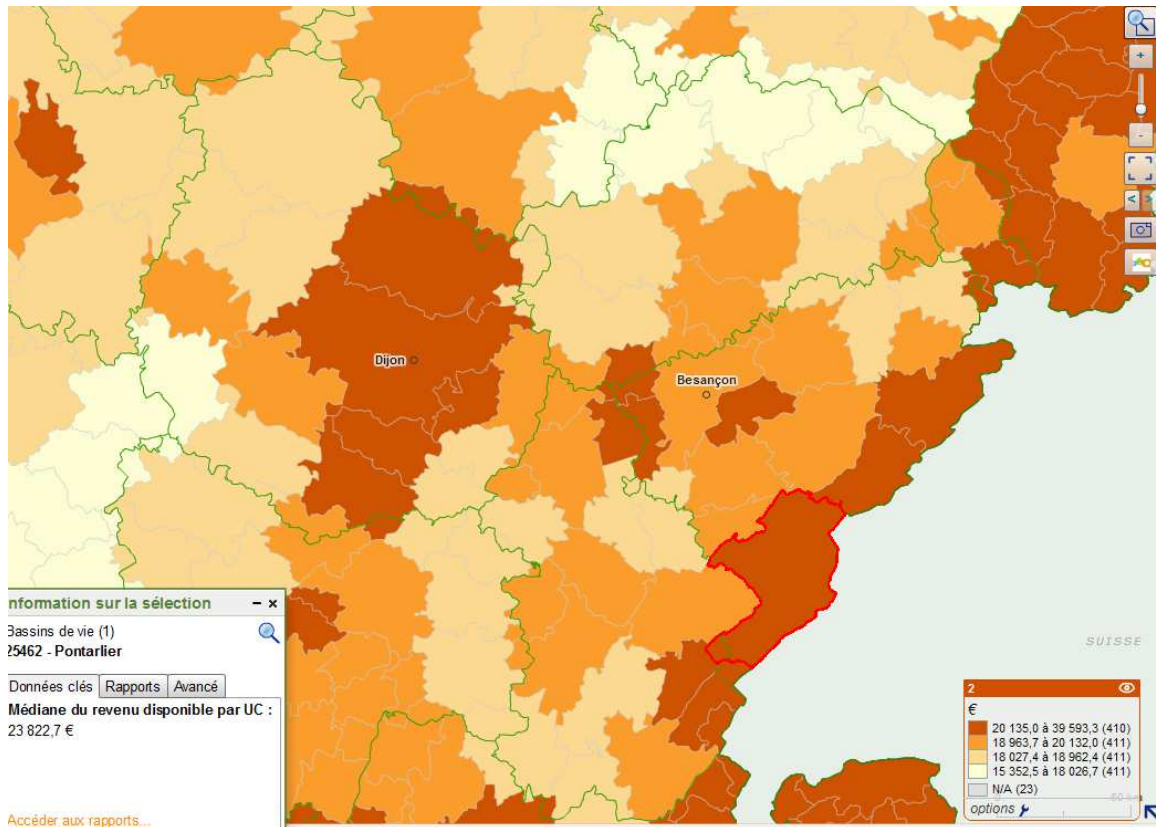 Dijon
Besançon
SUISSE
nformation sur la sélection
Bassins de vie (1)
25462 - Pontarlier
Données clés Rapports Avancé
Médiane du revenu disponible par UC :
23 822,7 €
Accéder aux rapports...
2
€
20 135,0 à 39 593,3 (410)
18 963,7 à 20 132,0 (411)
18 027,4 à 18 962,4 (411)
15 352,5 à 18 026,7 (411)
N/A (23)
options